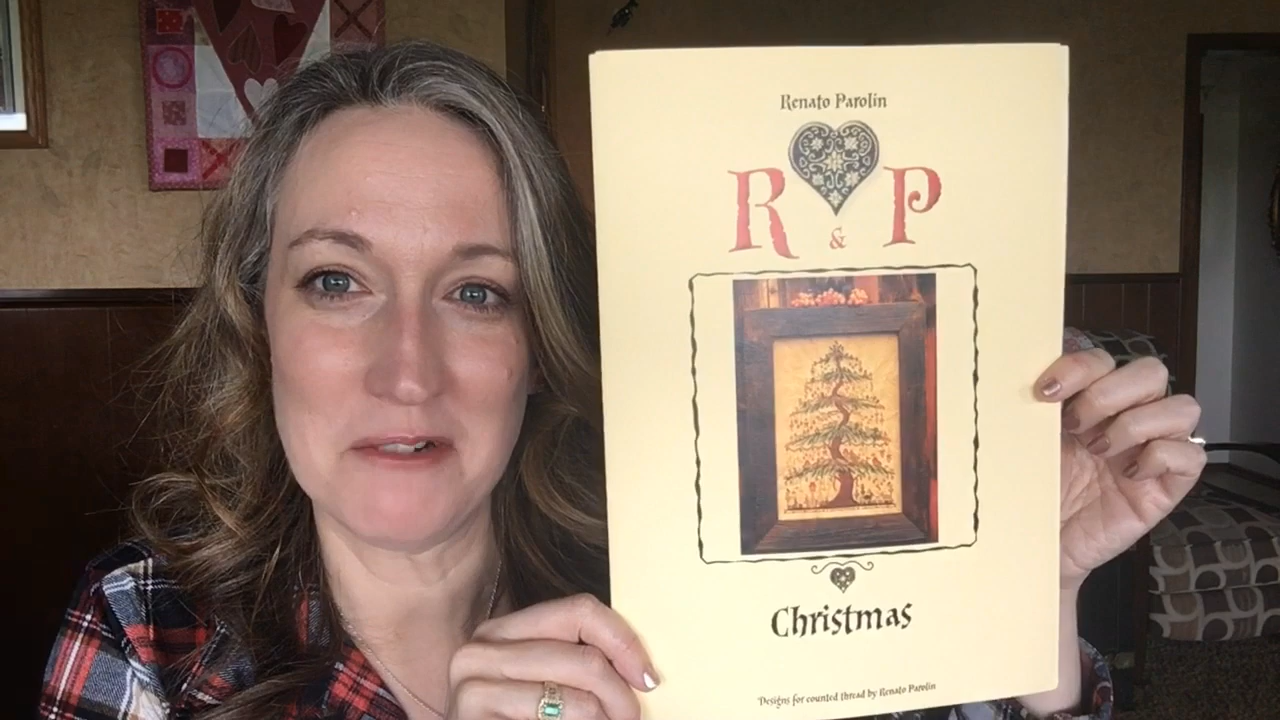 Renato Parolin
R P
&
Christmas
Designs for counted thread by Renato Parolin